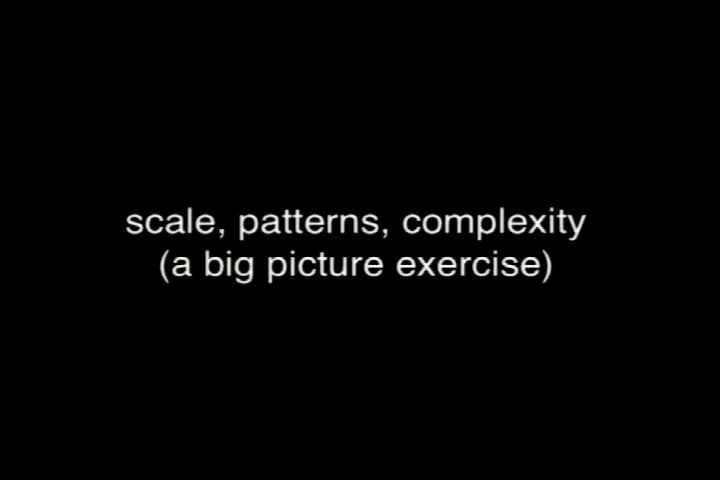 scale, patterns, complexity
(a big picture exercise)